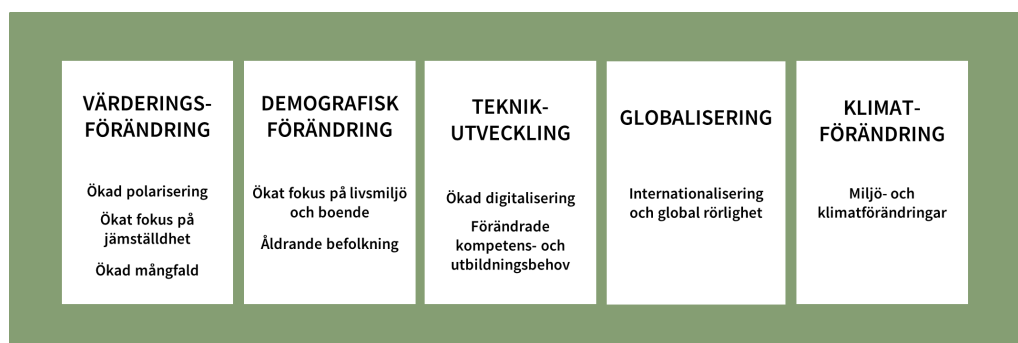 VÄRDERINGS-
FÖRÄNDRING
Ökad polarisering
Ökat fokus på
jämställdhet
Ökad mångfald
DEMOGRAFISK
FÖRÄNDRING
Ökat fokus på livsmiljö
och boende
Åldrande befolkning
TEKNIK-
UTVECKLING
Ökad digitalisering
Förändrade
kompetens- och
utbildningsbehov
GLOBALISERING
Internationalisering
och global rörlighet
KLIMAT-
FÖRÄNDRING
Miljö- och
klimatförändringar